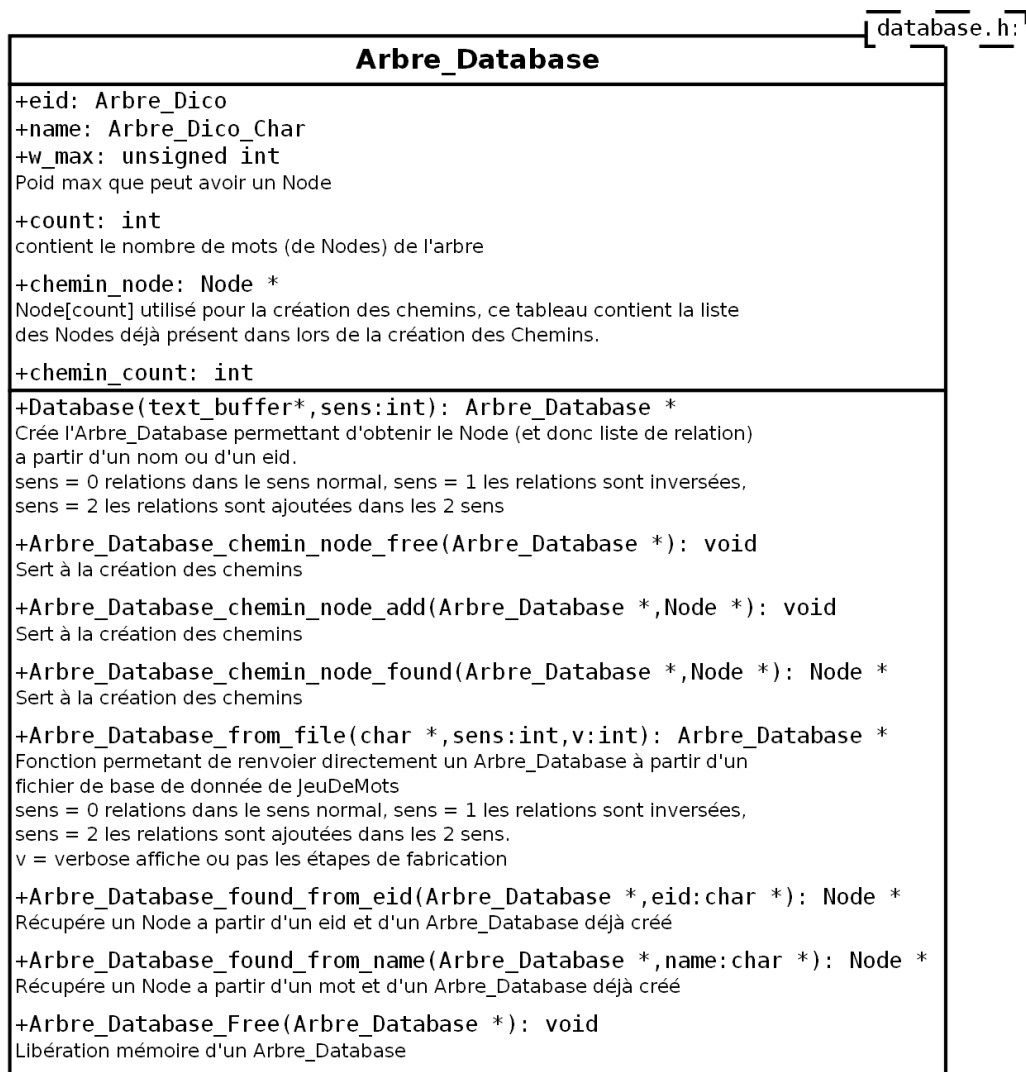 database.h:
Arbre_Database
+eid: Arbre_Dico
+name: Arbre_Dico_Char
+w_max: unsigned int
Poid max que peut avoir un Node
+count: int
contient le nombre de mots (de Nodes) de l'arbre
+chemin_node: Node *
Node[count] utilisé pour la création des chemins, ce tableau contient la liste
des Nodes déjà présent dans lors de la création des Chemins.
+chemin_count: int
+Database(text_buffer*,sens:int): Arbre_Database *
Crée l'Arbre_Database permettant d'obtenir le Node (et donc liste de relation)
a partir d'un nom ou d'un eid.
sens = 0 relations dans le sens normal, sens = 1 les relations sont inversées,
sens = 2 les relations sont ajoutées dans les 2 sens
+Arbre_Database_chemin_node_free(Arbre_Database *): void
Sert à la création des chemins
+Arbre_Database_chemin_node_add(Arbre_Database *,Node *): void
Sert à la création des chemins
+Arbre_Database_chemin_node_found(Arbre_Database *,Node *): Node *
Sert à la création des chemins
+Arbre_Database_from_file(char *,sens:int,v:int): Arbre_Database *
Fonction permetant de renvoier directement un Arbre_Database à partir d'un
fichier de base de donnée de JeuDeMots
sens = 0 relations dans le sens normal, sens = 1 les relations sont inversées,
sens = 2 les relations sont ajoutées dans les 2 sens.
v = verbose affiche ou pas les étapes de fabrication
+Arbre_Database_found_from_eid(Arbre_Database *,eid:char *): Node *
Récupére un Node a partir d'un eid et d'un Arbre_Database déjà créé
+Arbre_Database_found_from_name(Arbre_Database *,name:char *): Node *
Récupére un Node a partir d'un mot et d'un Arbre_Database déjà créé
+Arbre_Database_Free(Arbre_Database *): void
Libération mémoire d'un Arbre_Database